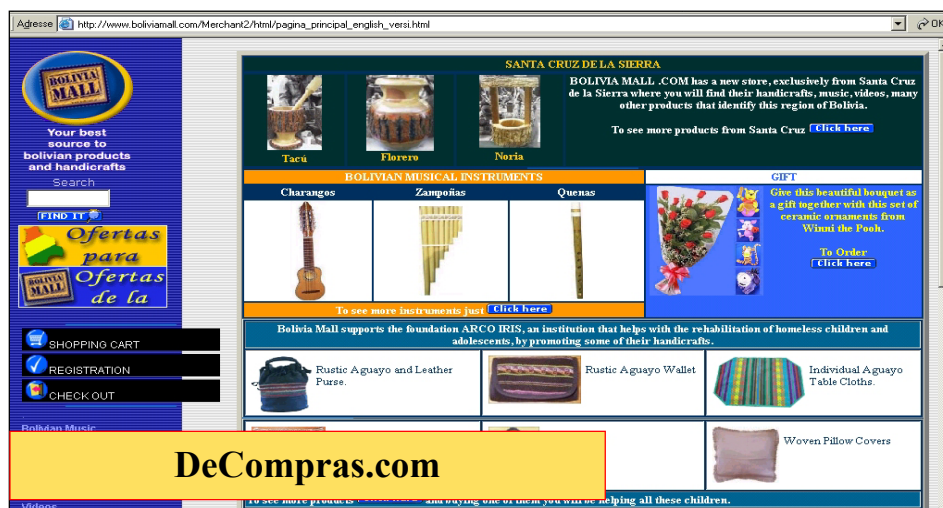 Adresse http://www.boliviamall.com/Merchant2/html/pagina_principal_english_versi.html OK
BOLIVIA
MALL
Your best
source to
bolivian products
and handicrafts
Search
FIND IT
Ofertas
para
BOLIVIA
MALL
Ofertas
de la
SHOPPING CART
REGISTRATION
CHECK OUT
Bolivian Music
Videos
SANTA CRUZ DE LA SIERRA
Tacú
Florero
Noria
BOLIVIA MALL .COM has a new store, exclusively from Santa Cruz
de la Sierra where you will find their handicrafts, music, videos, many
other products that identify this region of Bolivia.
To see more products from Santa Cruz Click here
BOLIVIAN MUSICAL INSTRUMENTS
Charangos
Zampoñas
Quenas
To see more instruments just Click here
GIFT
Give this beautiful bouquet as
a gift together with this set of
ceramic ornaments from
Winni the Pooh.
To Order
Click here
Bolivia Mall supports the foundation ARCO IRIS, an institution that helps with the rehabilitation of homeless children and
adolescents, by promoting some of their handicrafts.
Rustic Aguayo and Leather
Purse.
Rustic Aguayo Wallet
Individual Aguayo
Table Cloths.
Woven Pillow Covers
DeCompras.com
To see more products and buying one of them you will be helping all these children.